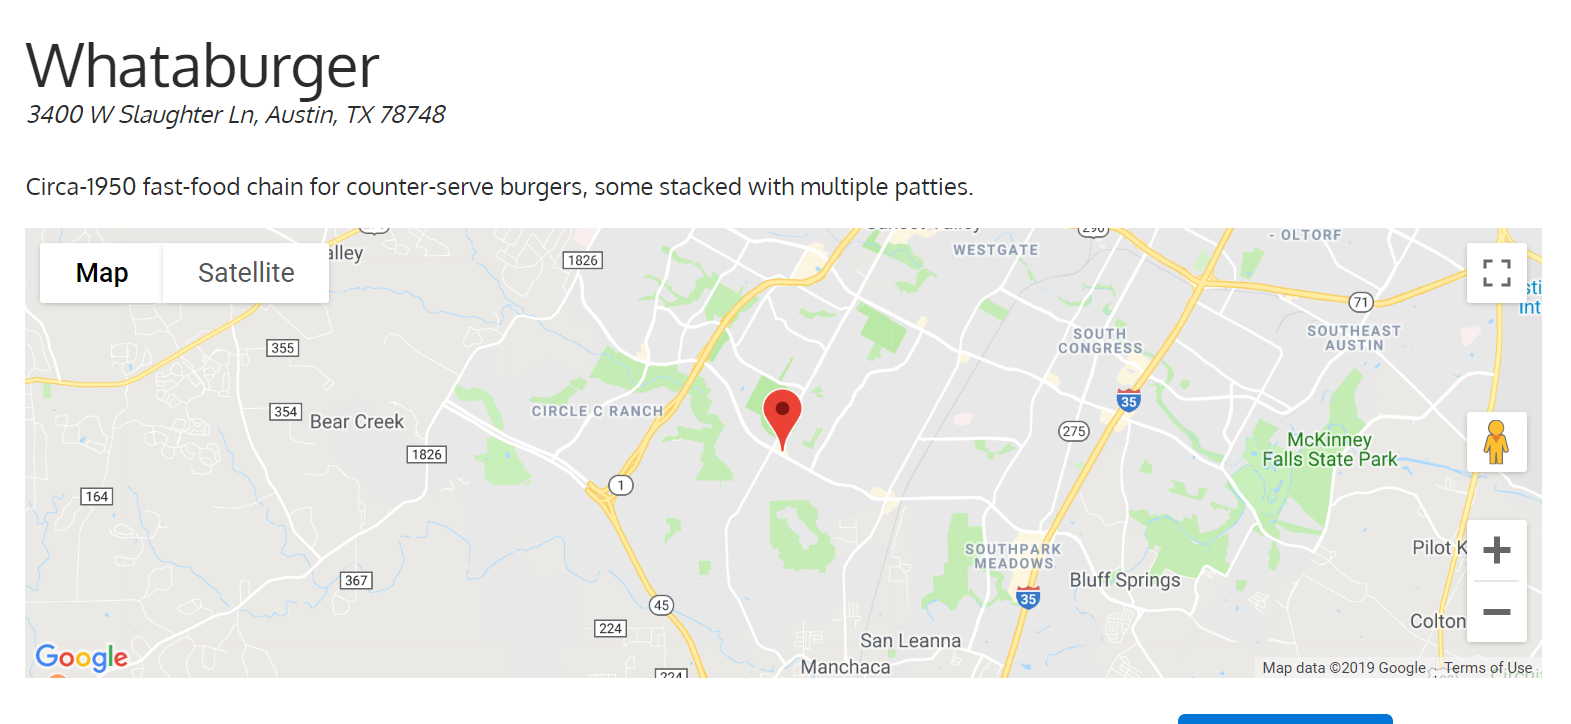 Whataburger
3400 W Slaughter Ln, Austin, TX 78748
Circa-1950 fast-food chain for counter-serve burgers, some stacked with multiple patties.
Map
Satellite
alley
1826
WESTGATE
290
- OLTORF
71
SOUTHEAST
AUSTIN
SOUTH
CONGRESS
355
354
Bear Creek
CIRCLE C RANCH
35
275
McKinney
Falls State Park
1826
1
164
SOUTHPARK
MEADOWS
Pilot K
367
Bluff Springs
35
45
224
San Leanna
Colton
Manchaca
224
Google
Map data ©2019 Google
Terms of Use